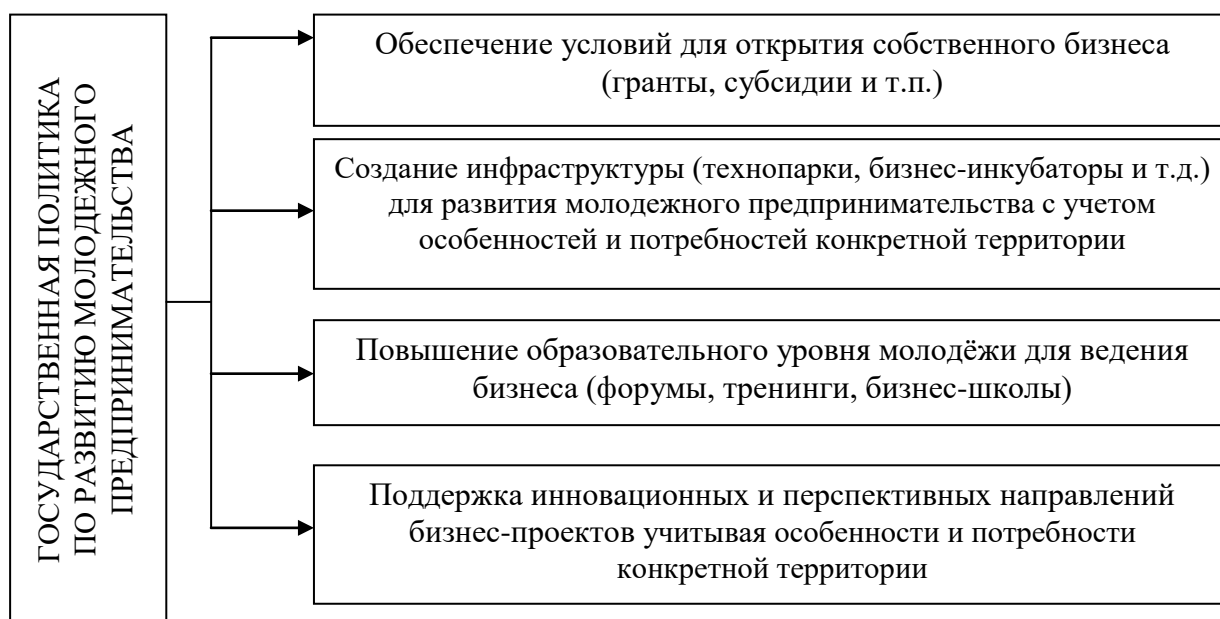 ГОСУДАРСТВЕННАЯ ПОЛИТИКА
ПО РАЗВИТИЮ МОЛОДЕЖНОГО
ПРЕДПРИНИМАТЕЛЬСТВА
Обеспечение условий для открытия собственного бизнеса
(гранты, субсидии и т.п.)
Создание инфраструктуры (технопарки, бизнес-инкубаторы и т.д.)
для развития молодежного предпринимательства с учетом
особенностей и потребностей конкретной территории
Повышение образовательного уровня молодёжи для ведения
бизнеса (форумы, тренинги, бизнес-школы)
Поддержка инновационных и перспективных направлений
бизнес-проектов учитывая особенности и потребности
конкретной территории